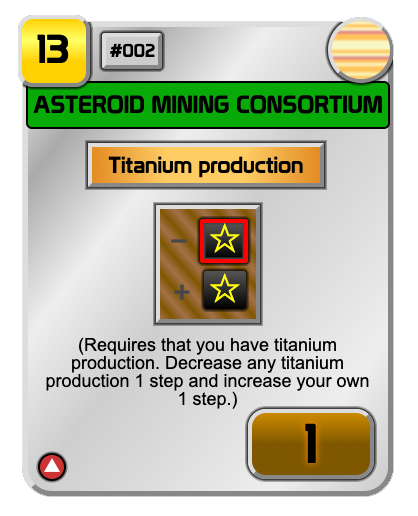 13
#002
ASTEROID MINING CONSORTIUM
Titanium production
−
+
(Requires that you have titanium
production. Decrease any titanium
production 1 step and increase your own
1 step.)
1